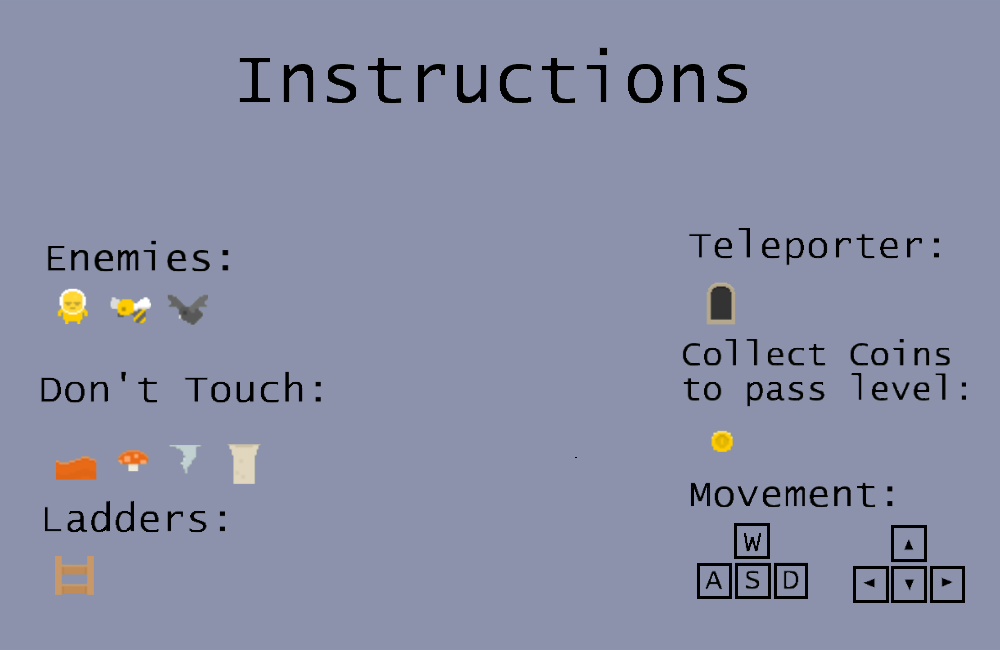 Instructions
Enemies:
Don't Touch:
Ladders:
Teleporter:
Collect Coins
to pass level:
Movement:
W
A S D